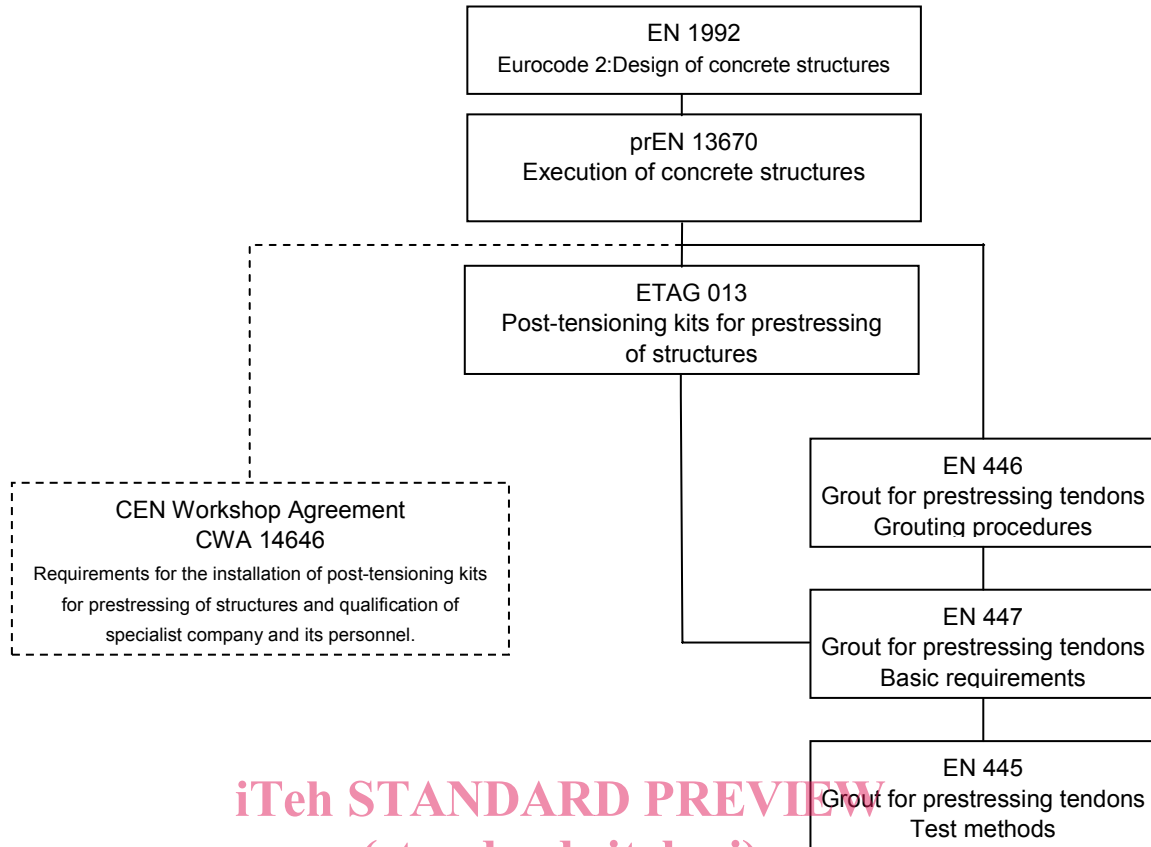 EN 1992
Eurocode 2:Design of concrete structures
prEN 13670
Execution of concrete structures
ETAG 013
Post-tensioning kits for prestressing
of structures
EN 446
Grout for prestressing tendons
Grouting procedures
CEN Workshop Agreement
CWA 14646
Requirements for the installation of post-tensioning kits
for prestressing of structures and qualification of
specialist company and its personnel.
EN 447
Grout for prestressing tendons
Basic requirements
EN 445
Grout for prestressing tendons
Test methods
iTeh STANDARD PREVIEW